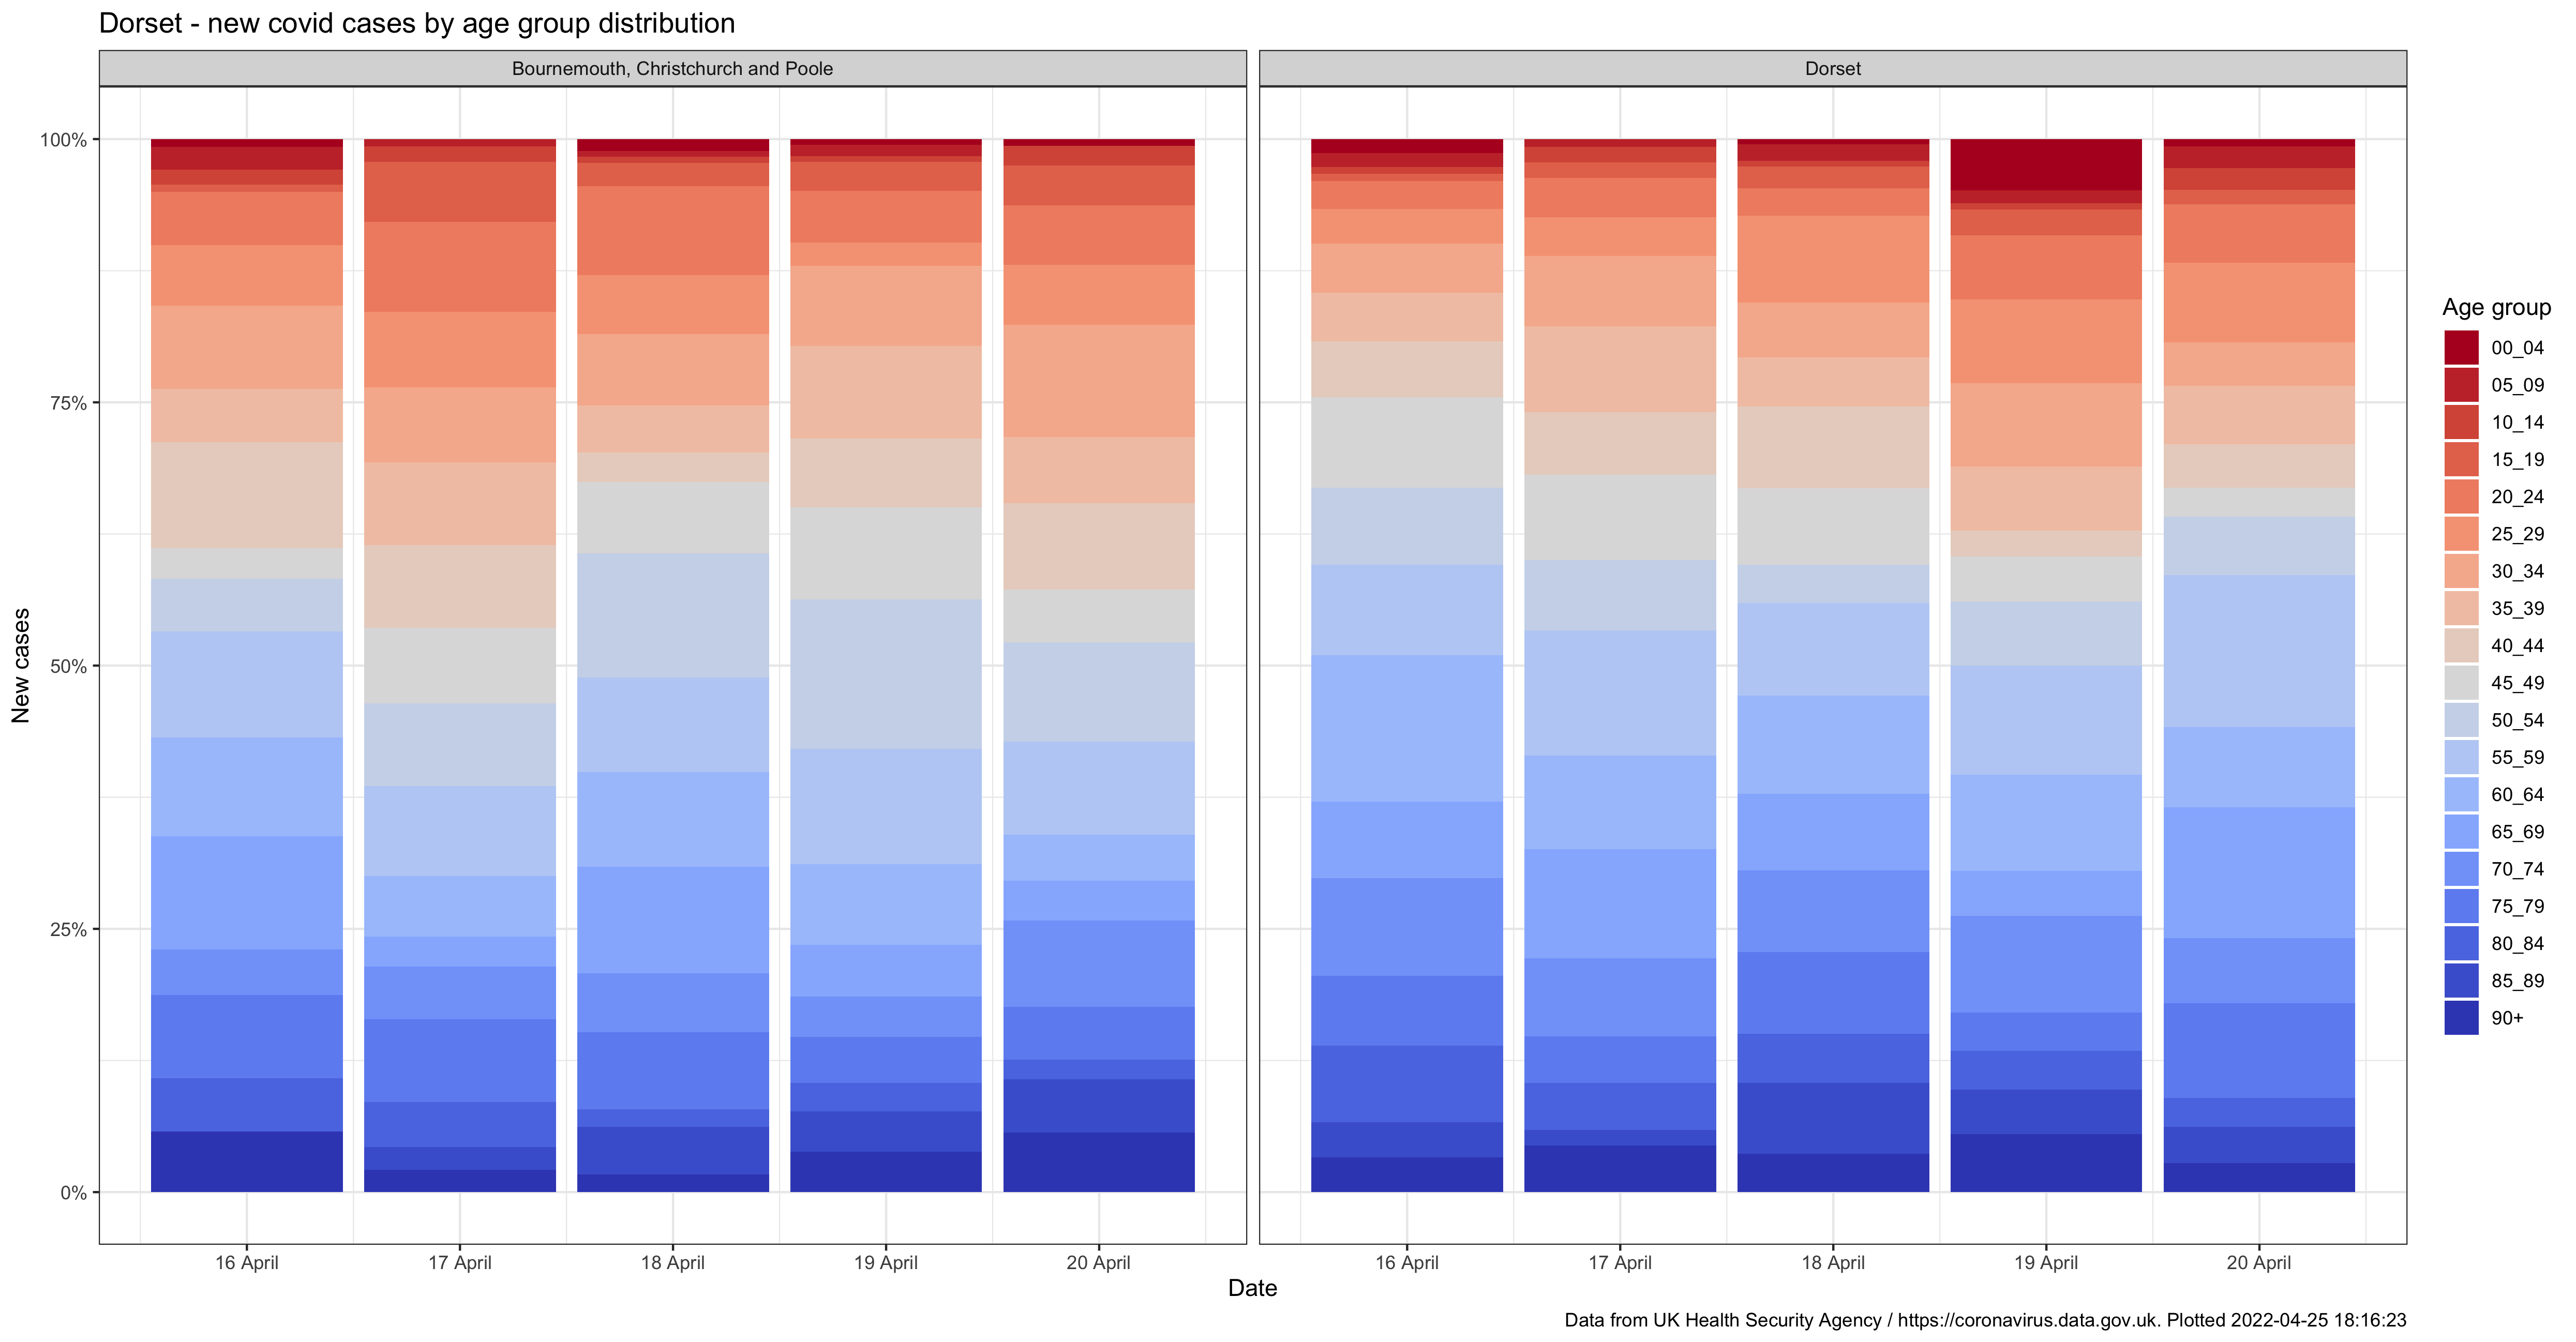 Dorset - new covid cases by age group distribution
Bournemouth, Christchurch and Poole
Dorset
New cases
100%
75%
50%
25%
0%
16 April
17 April
18 April
19 April
20 April
16 April
17 April
18 April
19 April
20 April
Date
Age group
00_04
05_09
10_14
15_19
20_24
25_29
30_34
35_39
40_44
45_49
50_54
55_59
60_64
65_69
70_74
75_79
80_84
85_89
90+
Data from UK Health Security Agency / https://coronavirus.data.gov.uk. Plotted 2022-04-25 18:16:23